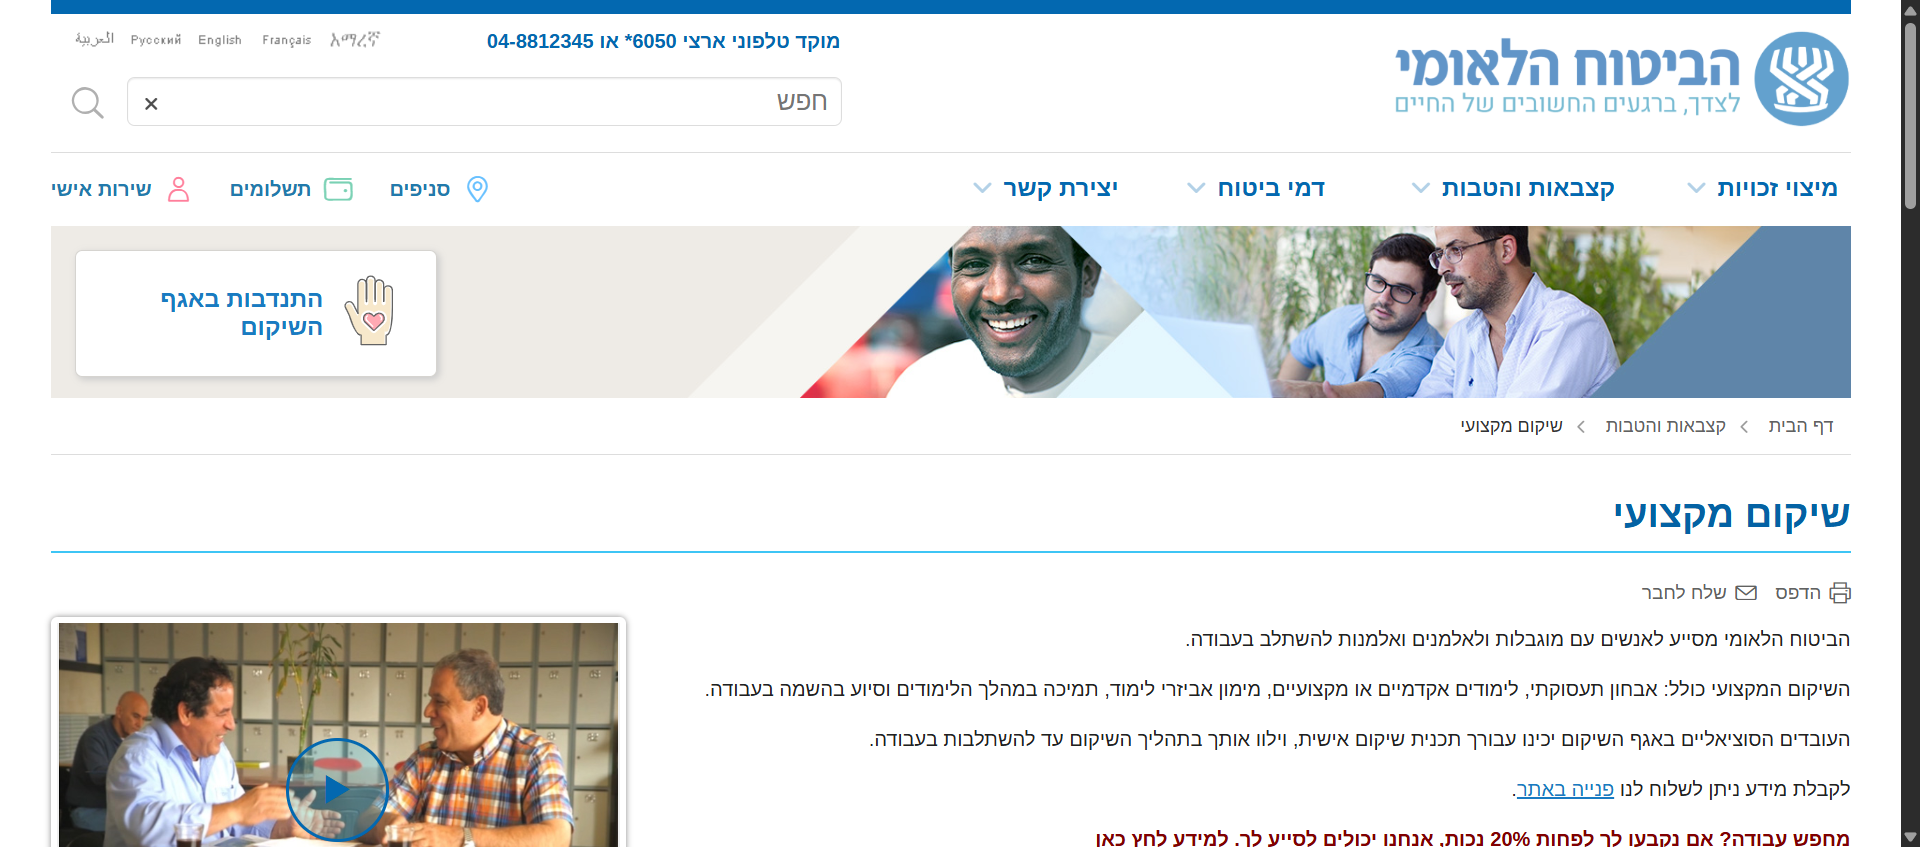 הביטוח הלאומי
לצדך, ברגעים החשובים של החיים
מוקד טלפוני ארצי 6050* או 04-8812345
አማረኛ
Français
English
Русский
العربية
חפש
מיצוי זכויות
קצבאות והטבות
דמי ביטוח
יצירת קשר
סניפים
תשלומים
שירות אישי
התנדבות באגף
השיקום
דף הבית
קצבאות והטבות
שיקום מקצועי
שיקום מקצועי
הדפס
שלח לחבר
הביטוח הלאומי מסייע לאנשים עם מוגבלות ולאלמנים ואלמנות להשתלב בעבודה.
השיקום המקצועי כולל: אבחון תעסוקתי, לימודים אקדמיים או מקצועיים, מימון אביזרי לימוד, תמיכה במהלך הלימודים וסיוע בהשמה בעבודה.
העובדים הסוציאליים באגף השיקום יכינו עבורך תכנית שיקום אישית, וילוו אותך בתהליך השיקום עד להשתלבות בעבודה.
לקבלת מידע ניתן לשלוח לנו פנייה באתר.
מחפש עבודה? אם נקבעו לך לפחות 20% נכות, אנחנו יכולים לסייע לך. למידע לחץ כאן